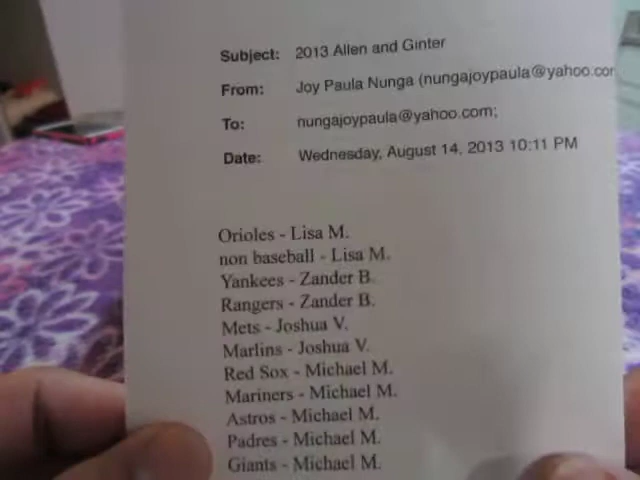 Subject: 2013 Allen and Ginter
From: Joy Paula Nunga (nungajoypaula@yahoo.com
To: nungajoypaula@yahoo.com;
Date: Wednesday, August 14, 2013 10:11 PM
Orioles - Lisa M.
non baseball - Lisa M.
Yankees - Zander B.
Rangers - Zander B.
Mets - Joshua V.
Marlins - Joshua V.
Red Sox - Michael M.
Mariners - Michael M.
Astros - Michael M.
Padres - Michael M.
Giants - Michael M.